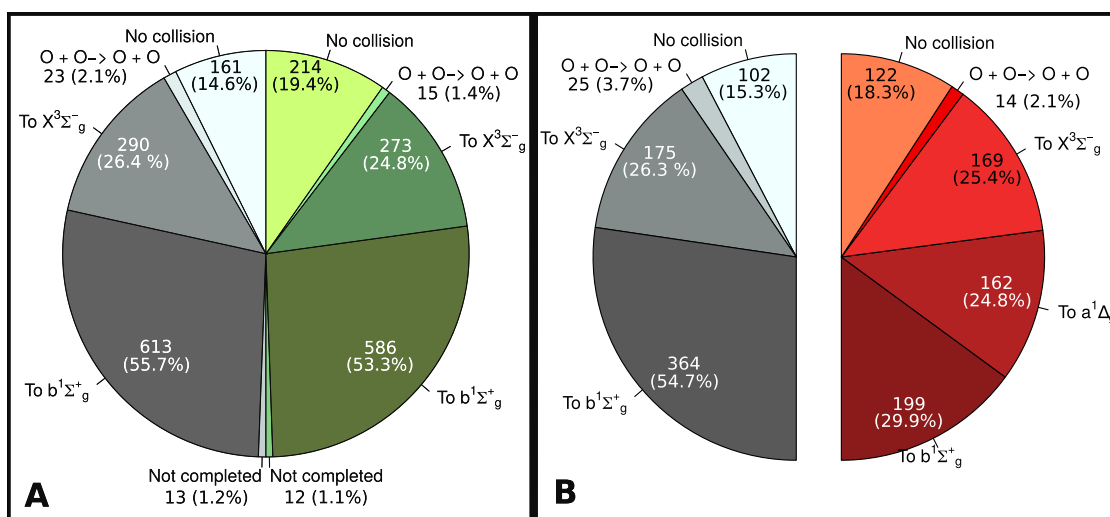 No collision
No collision
O + O–> O + O
23 (2.1%)
161
(14.6%)
214
(19.4%)
O + O–> O + O
15 (1.4%)
To X³Σ⁻g
290
(26.4 %)
273
(24.8%)
To X³Σ⁻g
613
(55.7%)
586
(53.3%)
To b¹Σ⁺g
To b¹Σ⁺g
Not completed
13 (1.2%)
Not completed
12 (1.1%)
A
No collision
No collision
O + O–> O + O
25 (3.7%)
102
(15.3%)
122
(18.3%)
O + O–> O + O
14 (2.1%)
To X³Σ⁻g
175
(26.3 %)
169
(25.4%)
To X³Σ⁻g
162
(24.8%)
To a¹Δ
364
(54.7%)
To b¹Σ⁺g
199
(29.9%)
To b¹Σ⁺g
B